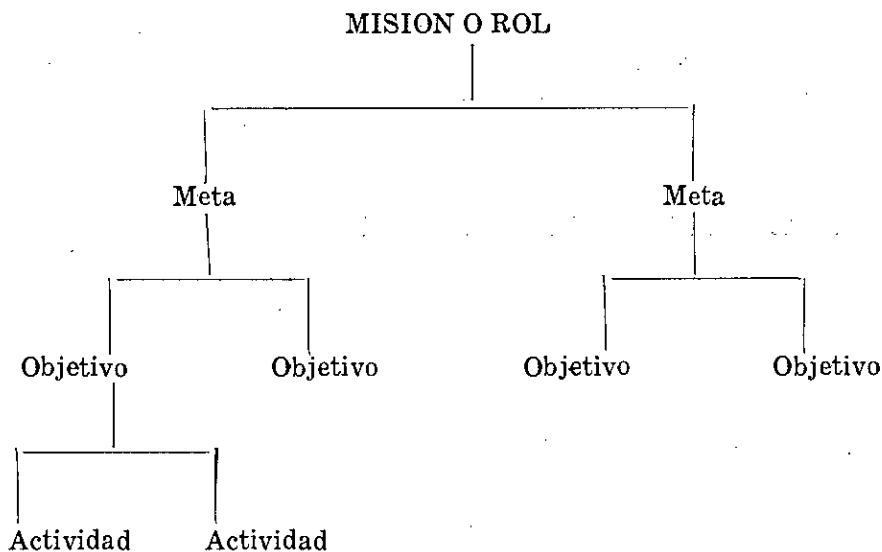 MISION O ROL
Meta Meta
Objetivo Objetivo Objetivo Objetivo
Actividad Actividad